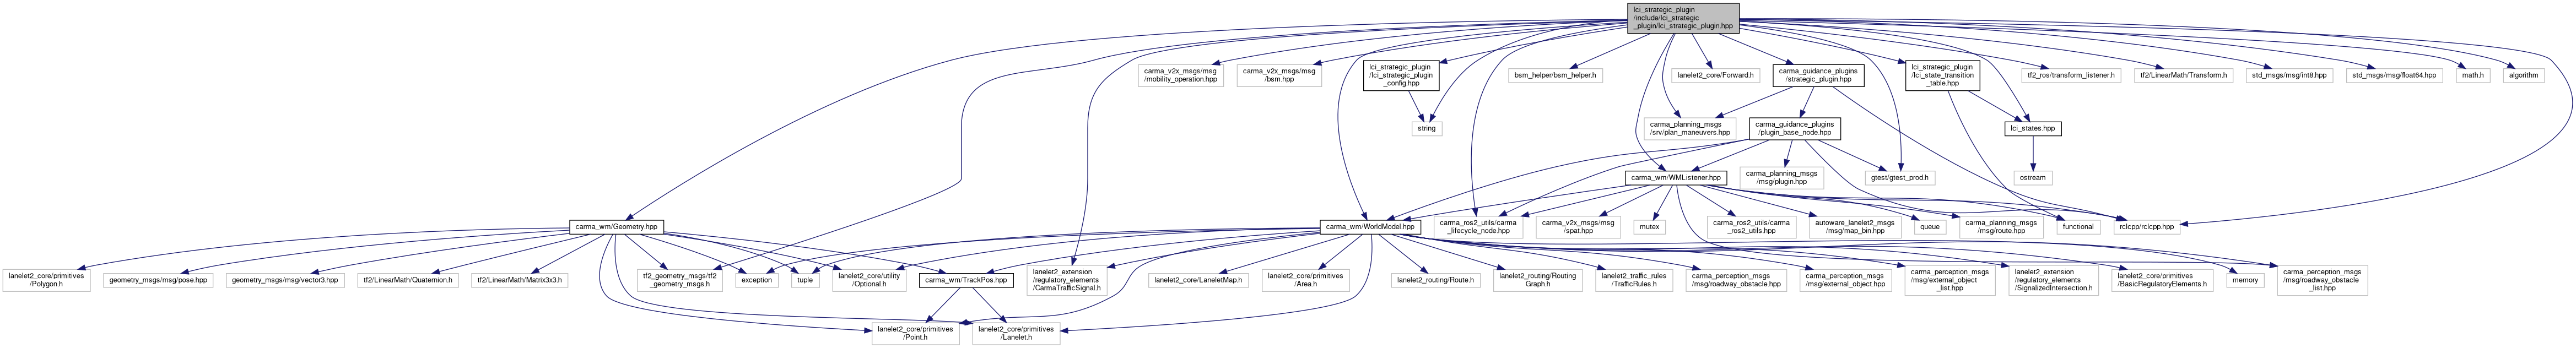 lci_strategic_plugin
/include/lci_strategic
_plugin/lci_strategic_plugin.hpp
carma_v2x_msgs/msg
/mobility_operation.hpp
carma_v2x_msgs/msg
/bsm.hpp
lci_strategic_plugin
/lci_strategic_plugin
_config.hpp
bsm_helper/bsm_helper.h
lanelet2_core/Forward.h
carma_guidance_plugins
/strategic_plugin.hpp
lci_strategic_plugin
/lci_state_transition
_table.hpp
tf2_ros/transform_listener.h
tf2/LinearMath/Transform.h
std_msgs/msg/int8.hpp
std_msgs/msg/float64.hpp
math.h
algorithm
string
carma_planning_msgs
/srv/plan_maneuvers.hpp
carma_guidance_plugins
/plugin_base_node.hpp
lci_states.hpp
carma_wm/WMListener.hpp
carma_planning_msgs
/msg/plugin.hpp
gtest/gtest_prod.h
ostream
carma_wm/Geometry.hpp
carma_wm/WorldModel.hpp
carma_ros2_utils/carma
_lifecycle_node.hpp
carma_v2x_msgs/msg
/spat.hpp
mutex
carma_ros2_utils/carma
_ros2_utils.hpp
autoware_lanelet2_msgs
/msg/map_bin.hpp
queue
carma_planning_msgs
/msg/route.hpp
functional
rclcpp/rclcpp.hpp
lanelet2_core/primitives
/Polygon.h
geometry_msgs/msg/pose.hpp
geometry_msgs/msg/vector3.hpp
tf2/LinearMath/Quaternion.h
tf2/LinearMath/Matrix3x3.h
tf2_geometry_msgs/tf2
_geometry_msgs.h
exception
tuple
lanelet2_core/utility
/Optional.h
carma_wm/TrackPos.hpp
lanelet2_extension
/regulatory_elements
/CarmaTrafficSignal.h
lanelet2_core/LaneletMap.h
lanelet2_core/primitives
/Area.h
lanelet2_routing/Route.h
lanelet2_routing/Routing
Graph.h
lanelet2_traffic_rules
/TrafficRules.h
carma_perception_msgs
/msg/roadway_obstacle.hpp
carma_perception_msgs
/msg/external_object.hpp
carma_perception_msgs
/msg/external_object
_list.hpp
lanelet2_extension
/regulatory_elements
/SignalizedIntersection.h
lanelet2_core/primitives
/BasicRegulatoryElements.h
memory
carma_perception_msgs
/msg/roadway_obstacle
_list.hpp
lanelet2_core/primitives
/Point.h
lanelet2_core/primitives
/Lanelet.h